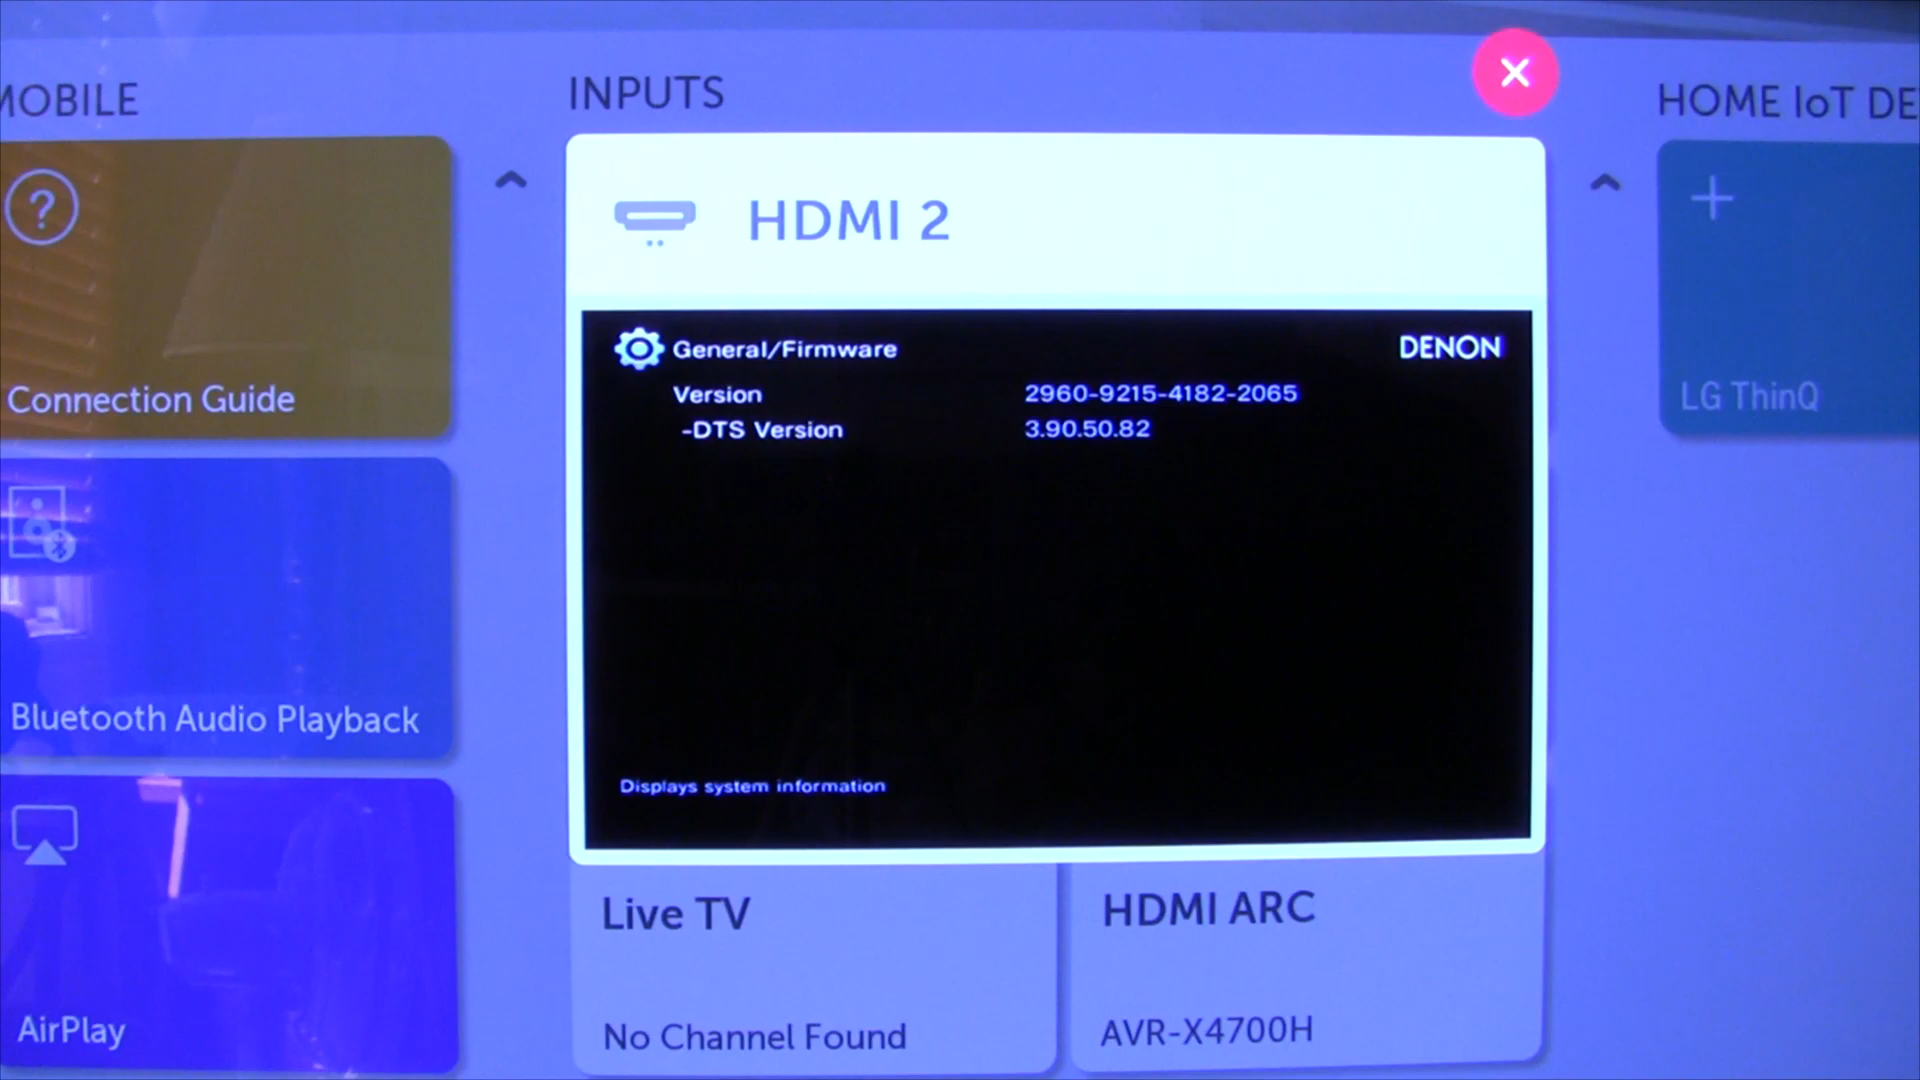 MOBILE
Connection Guide
Bluetooth Audio Playback
AirPlay
INPUTS
HDMI 2
General/Firmware
DENON
Version 2960-9215-4182-2065
-DTS Version 3.90.50.82
Displays system information
Live TV
No Channel Found
HDMI ARC
AVR-X4700H
HOME IoT DE
LG ThinQ